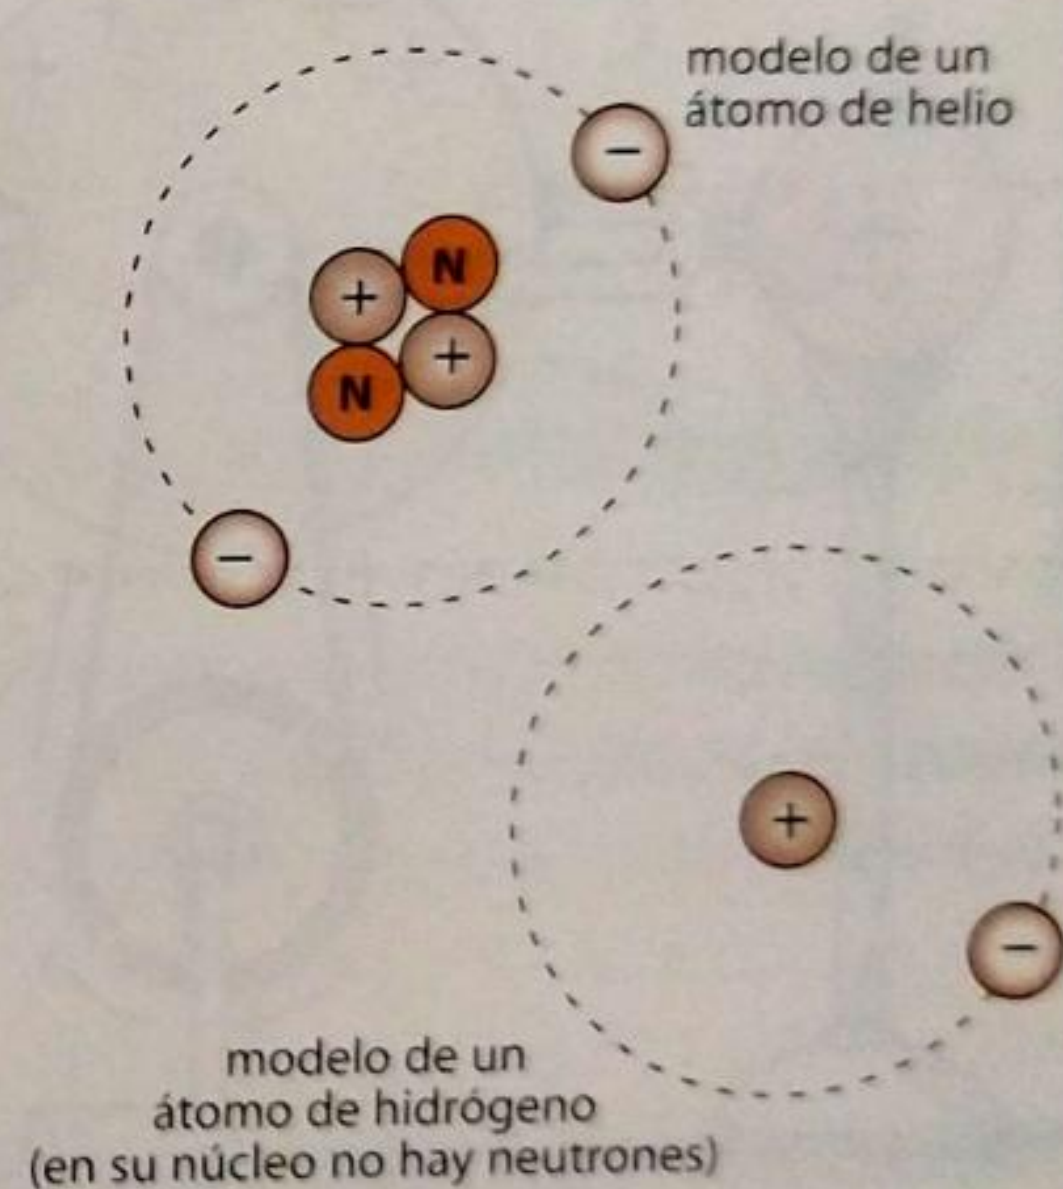 modelo de un
átomo de helio
−
N
+
+
N
−
+
−
modelo de un
átomo de hidrógeno
(en su núcleo no hay neutrones)